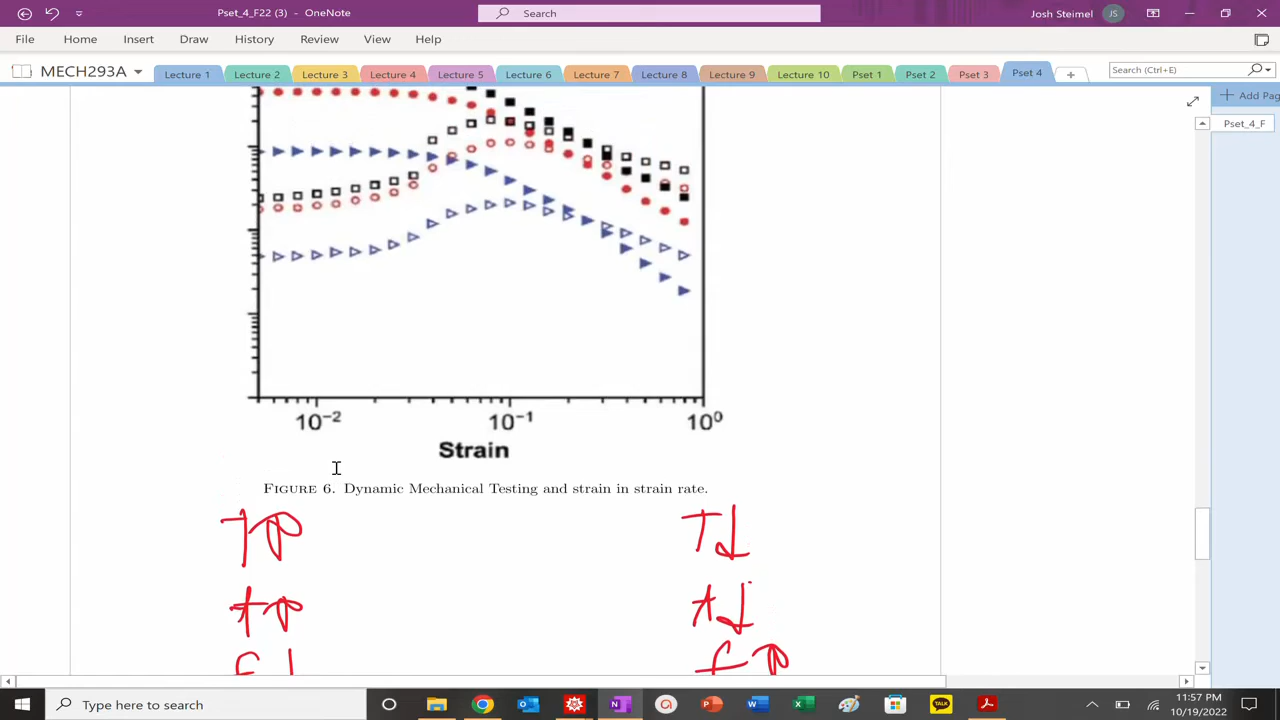 Pset_4_F22 (3) - OneNote
Search
Josh Steimel
JS
File Home Insert Draw History Review View Help
MECH293A
Lecture 1 Lecture 2 Lecture 3 Lecture 4 Lecture 5 Lecture 6 Lecture 7 Lecture 8 Lecture 9 Lecture 10 Pset 1 Pset 2 Pset 3 Pset 4
Search (Ctrl+E)
Add Pag
Pset_4_F
10⁻² 10⁻¹ 10⁰
Strain
FIGURE 6. Dynamic Mechanical Testing and strain in strain rate.
T↑ T↓
t↑ t↓
f↓ f↑
Type here to search
TALK
11:57 PM
10/19/2022